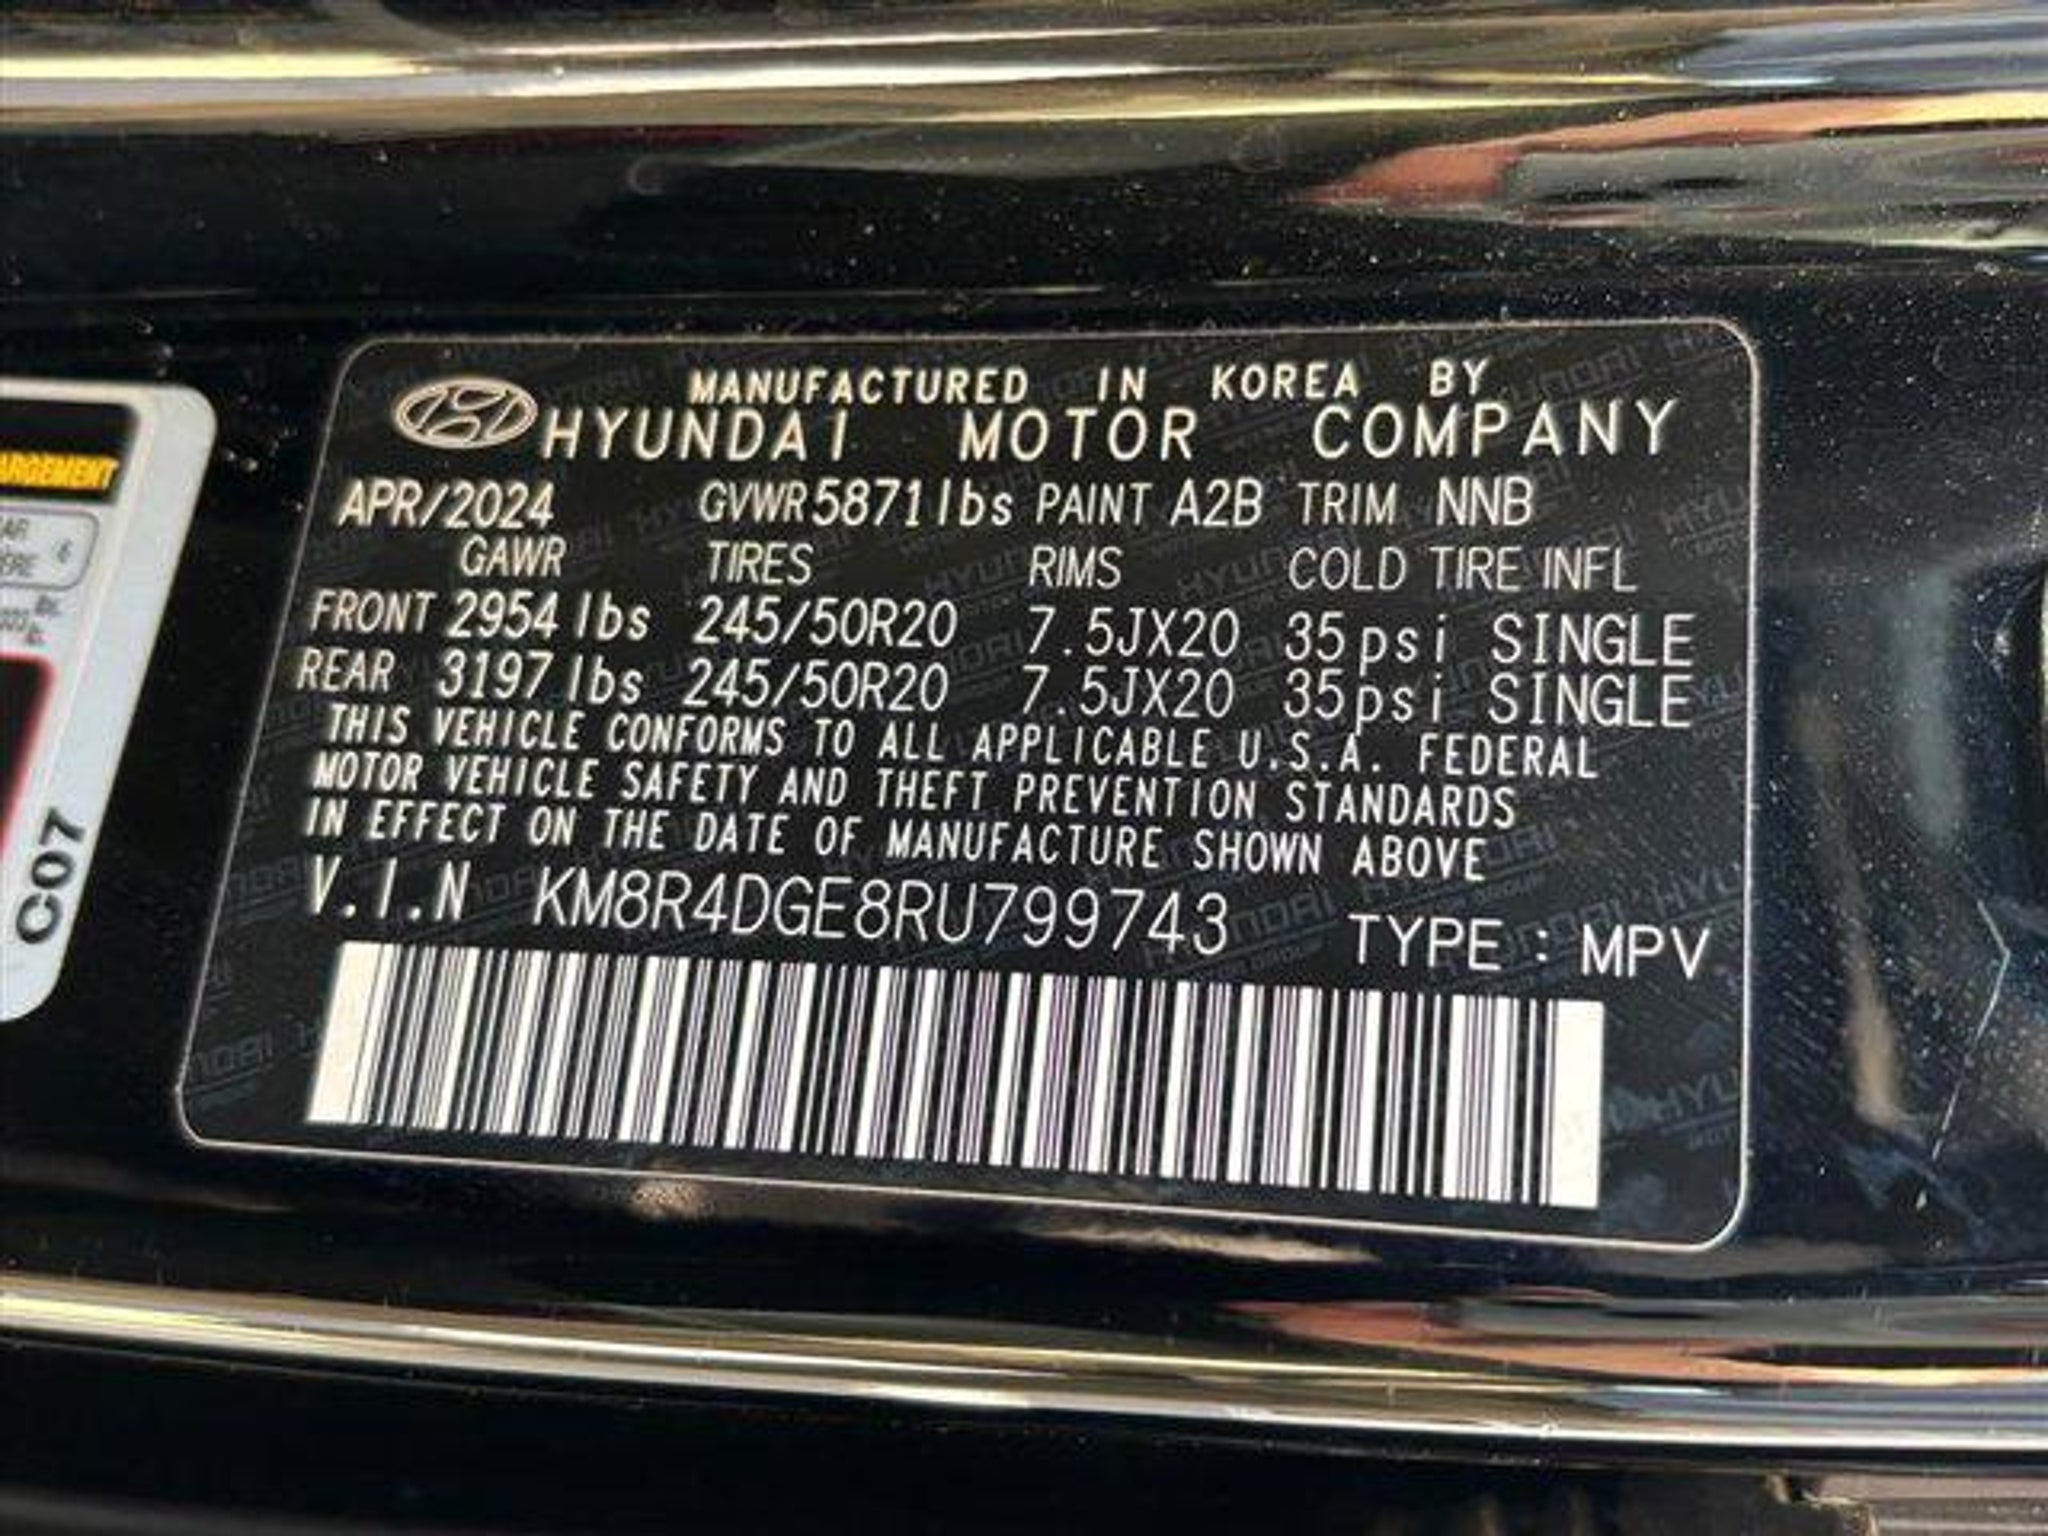 MANUFACTURED IN KOREA BY
HYUNDAI MOTOR COMPANY
APR/2024 GVWR 5871 lbs PAINT A2B TRIM NNB
GAWR TIRES RIMS COLD TIRE INFL
FRONT 2954 lbs 245/50R20 7.5JX20 35psi SINGLE
REAR 3197 lbs 245/50R20 7.5JX20 35psi SINGLE
THIS VEHICLE CONFORMS TO ALL APPLICABLE U.S.A. FEDERAL
MOTOR VEHICLE SAFETY AND THEFT PREVENTION STANDARDS
IN EFFECT ON THE DATE OF MANUFACTURE SHOWN ABOVE
V.I.N KM8R4DGE8RU799743 TYPE : MPV
ARGEMENT
C07